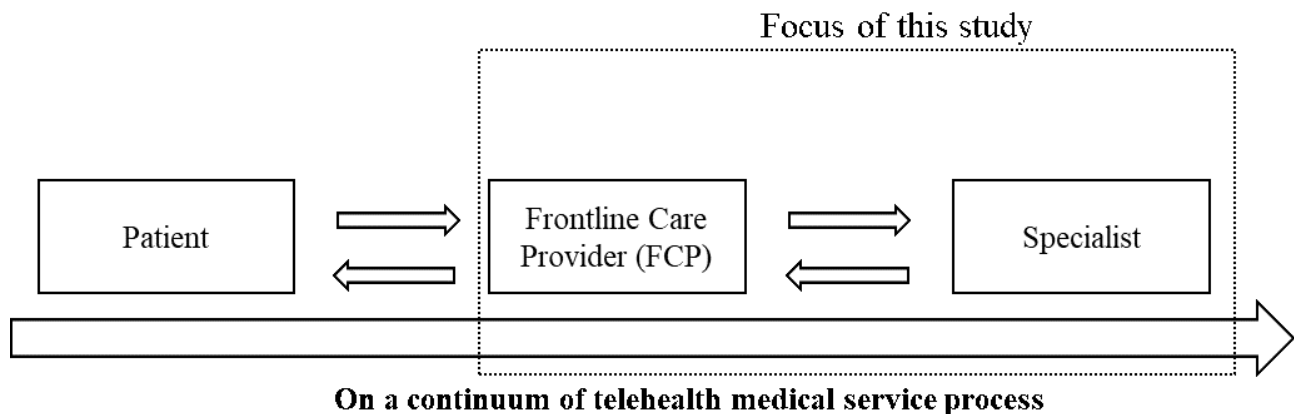 Focus of this study
Patient
Frontline Care
Provider (FCP)
Specialist
On a continuum of telehealth medical service process